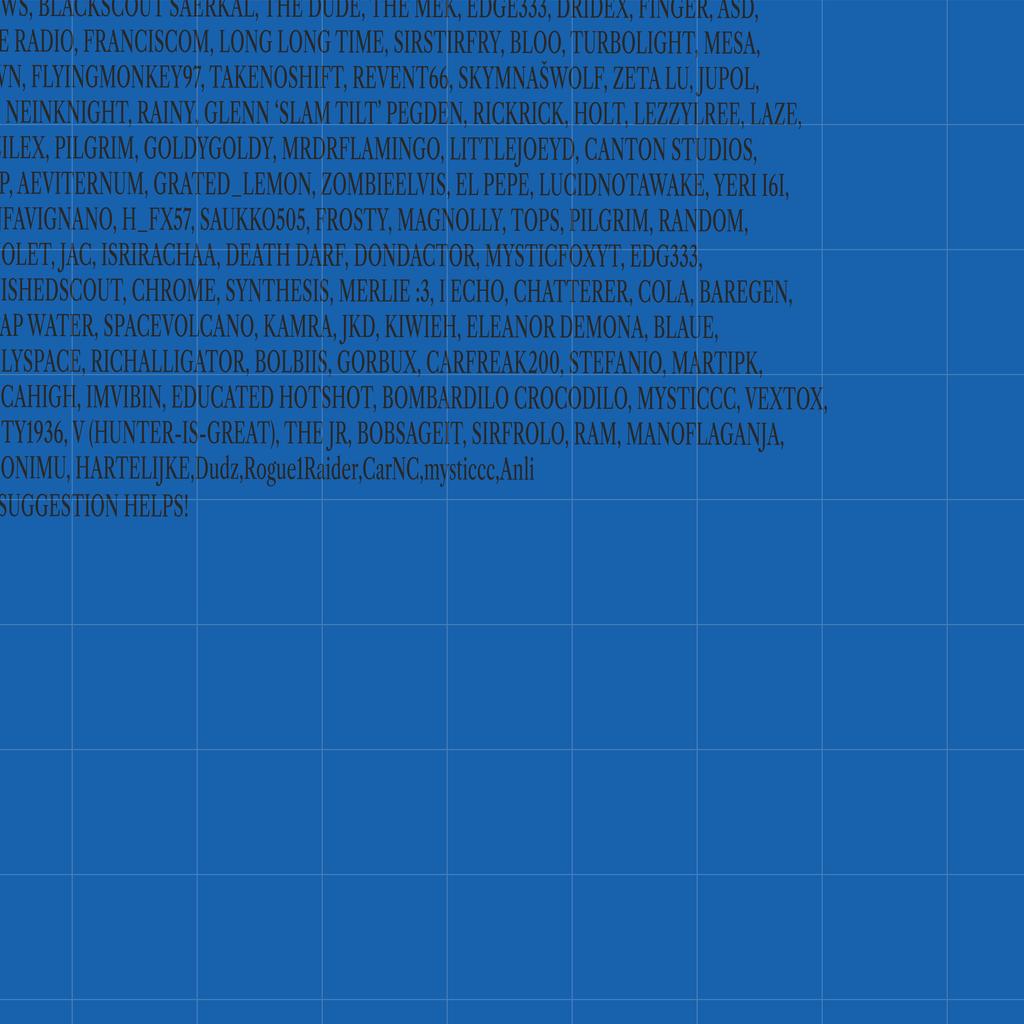 BLACKSCOUT SAERKAL, THE DUDE, THE MEK, EDGE333, DRIDEX, FINGER, ASD,
RADIO, FRANCISCOM, LONG LONG TIME, SIRSTIRFRY, BLOO, TURBOLIGHT, MESA,
FLYINGMONKEY97, TAKENOSHIFT, REVENT66, SKYMNAŠWOLF, ZETA LU, JUPOL,
NEINKNIGHT, RAINY, GLENN ‘SLAM TILT’ PEGDEN, RICKRICK, HOLT, LEZZYLREE, LAZE,
ILEX, PILGRIM, GOLDYGOLDY, MRDRFLAMINGO, LITTLEJOEYD, CANTON STUDIOS,
P, AEVITERNUM, GRATED_LEMON, ZOMBIEELVIS, EL PEPE, LUCIDNOTAWAKE, YERI I6I,
JFAVIGNANO, H_FX57, SAUKKO505, FROSTY, MAGNOLLY, TOPS, PILGRIM, RANDOM,
OLET, JAC, ISRIRACHAA, DEATH DARF, DONDACTOR, MYSTICFOXYT, EDG333,
ISHEDSCOUT, CHROME, SYNTHESIS, MERLIE :3, I ECHO, CHATTERER, COLA, BAREGEN,
AP WATER, SPACEVOLCANO, KAMRA, JKD, KIWIEH, ELEANOR DEMONA, BLAUE,
LYSPACE, RICHALLIGATOR, BOLBIIS, GORBUX, CARFREAK200, STEFANIO, MARTIPK,
CAHIGH, IMVIBIN, EDUCATED HOTSHOT, BOMBARDILO CROCODILO, MYSTICCC, VEXTOX,
TY1936, V (HUNTER-IS-GREAT), THE JR, BOBSAGEIT, SIRFROLO, RAM, MANOFLAGANJA,
ONIMU, HARTELIJKE,Dudz,Rogue1Raider,CarNC,mysticcc,Anli
SUGGESTION HELPS!